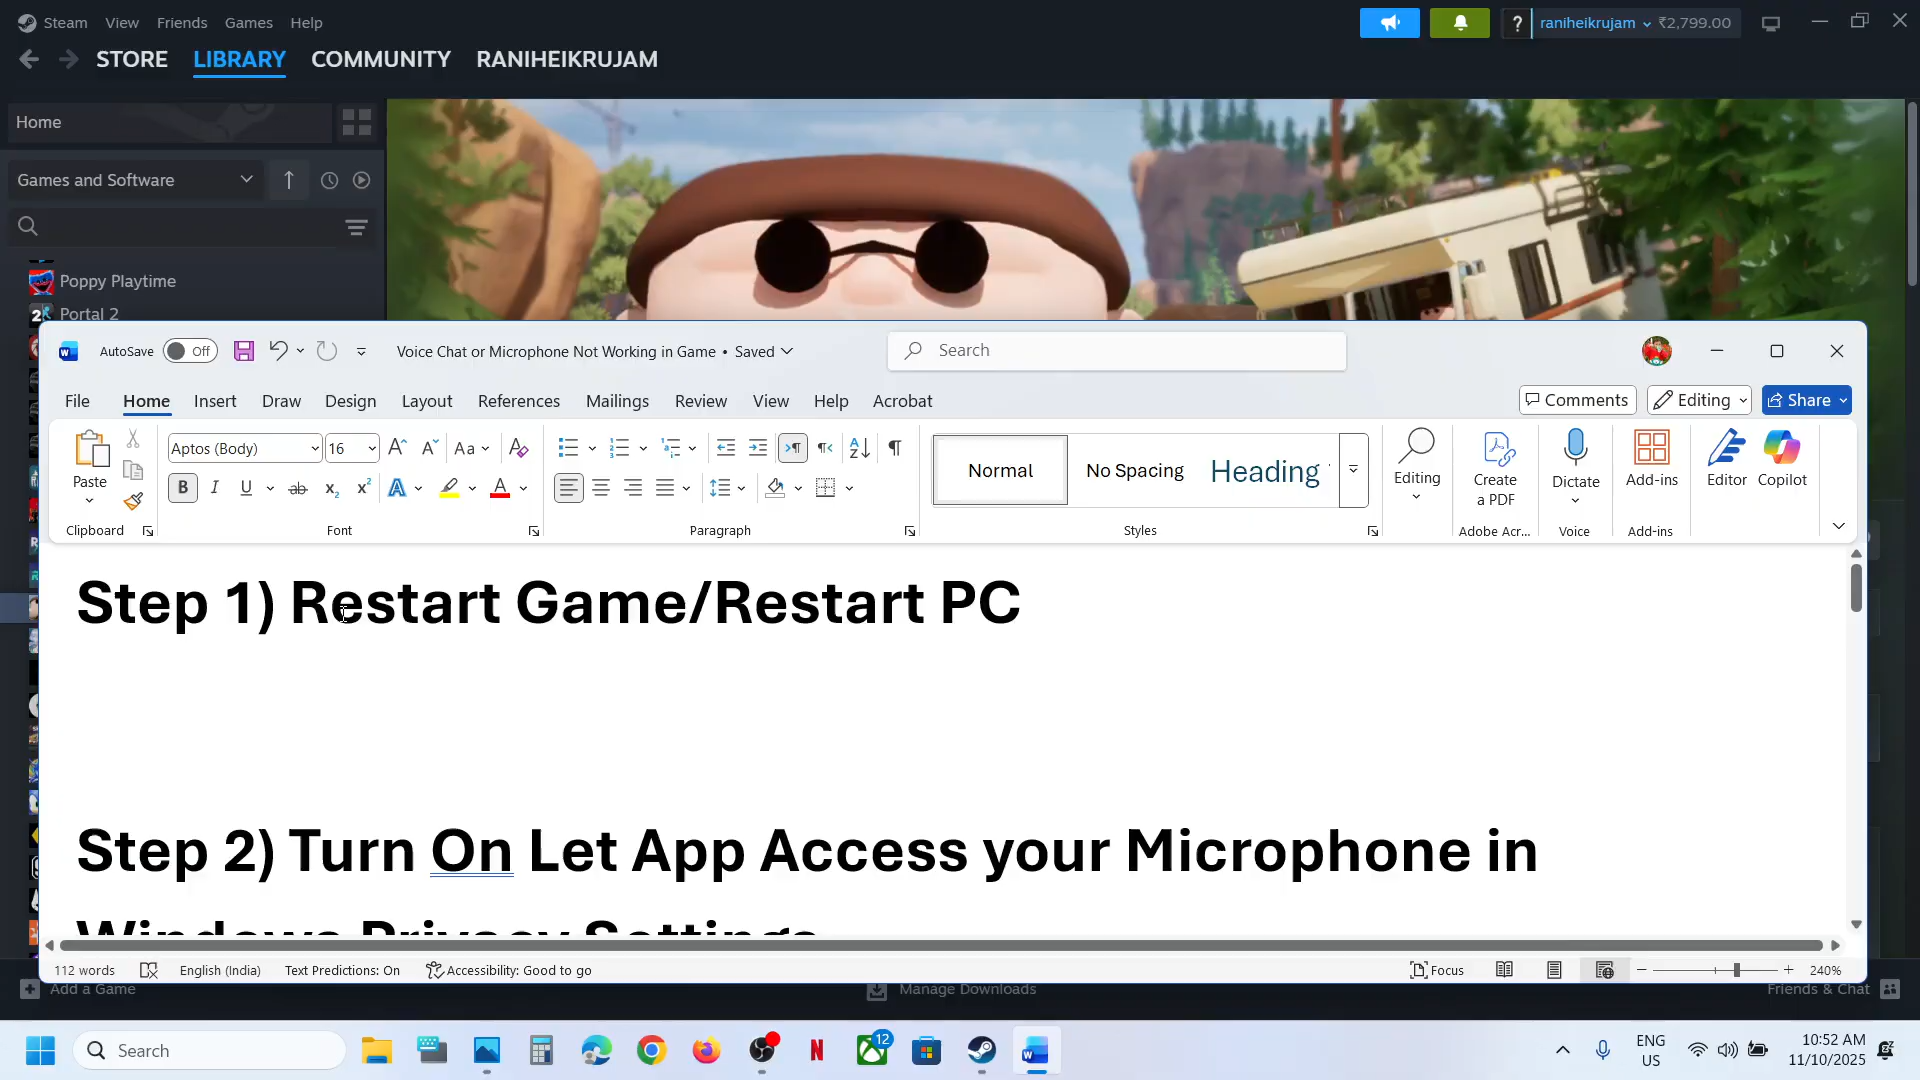 Steam View Friends Games Help
? raniheikrujam ₹2,799.00
STORE LIBRARY COMMUNITY RANIHEIKRUJAM
Home
Games and Software
Poppy Playtime
Portal 2
AutoSave Off Voice Chat or Microphone Not Working in Game • Saved Search
File Home Insert Draw Design Layout References Mailings Review View Help Acrobat Comments Editing Share
Paste Aptos (Body) 16 Aa
Normal No Spacing Heading
Editing Create a PDF Dictate Add-ins Editor Copilot
Clipboard Font Paragraph Styles Adobe Acr... Voice Add-ins
Step 1) Restart Game/Restart PC
Step 2) Turn On Let App Access your Microphone in
Windows Privacy Settings
112 words English (India) Text Predictions: On Accessibility: Good to go Focus 240%
Add a Game Manage Downloads Friends & Chat
Search 12 ENG US 10:52 AM 11/10/2025